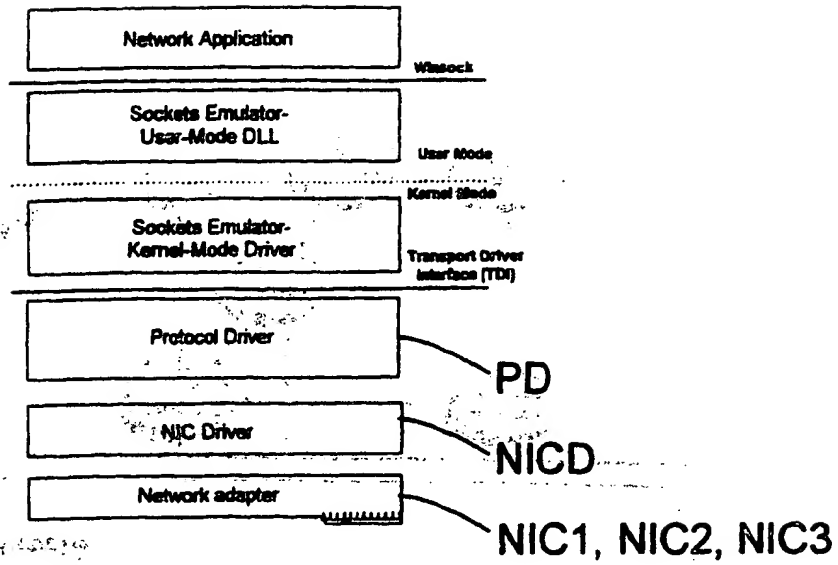 Network Application
Winsock
Sockets Emulator-
User-Mode DLL
User Mode
Kernel Mode
Sockets Emulator-
Kernel-Mode Driver
Transport Driver
Interface (TDI)
Protocol Driver
PD
NIC Driver
NICD
Network adapter
NIC1, NIC2, NIC3